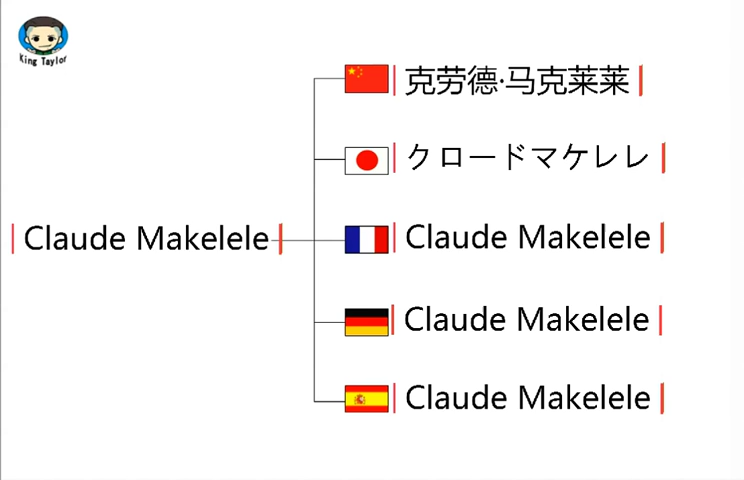 King Taylor
克劳德·马克莱莱
クロードマケレレ
Claude Makelele
Claude Makelele
Claude Makelele
Claude Makelele